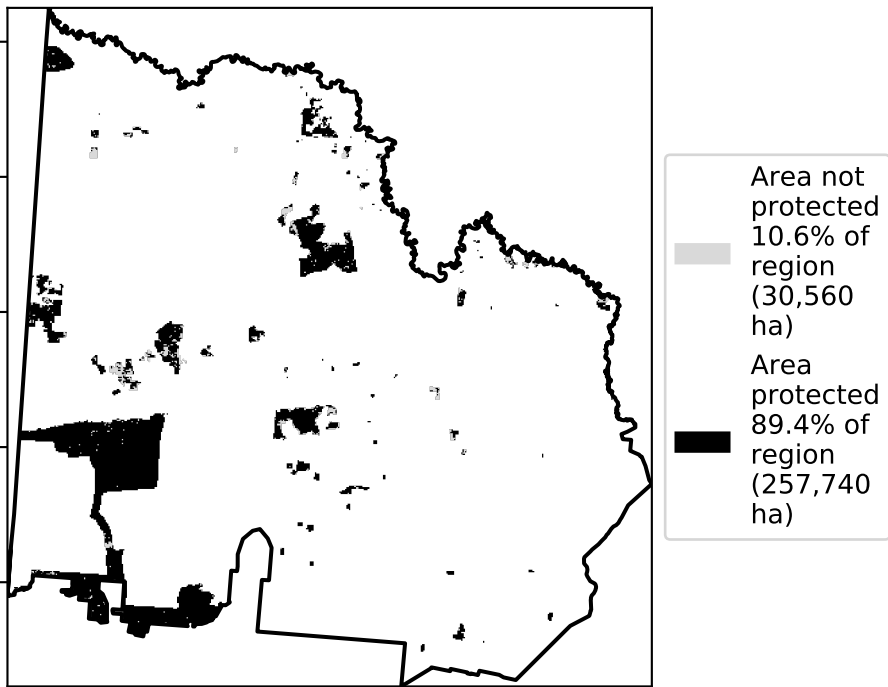 Area not
protected
10.6% of
region
(30,560
ha)
Area
protected
89.4% of
region
(257,740
ha)